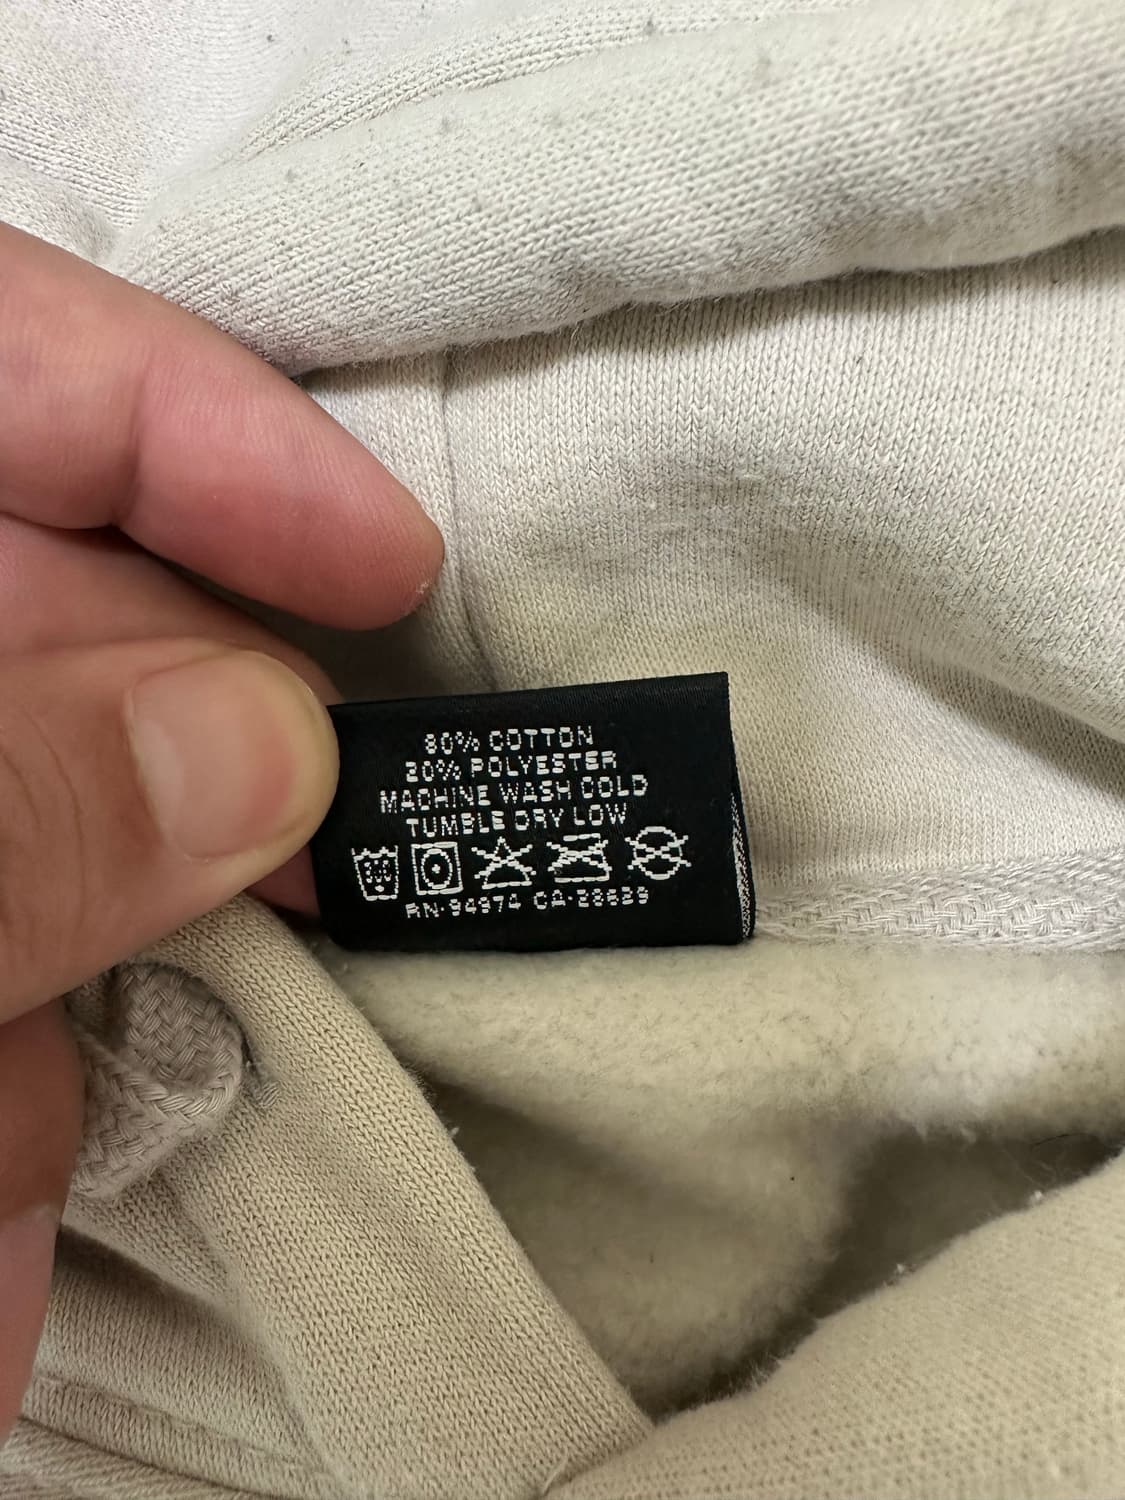 80% COTTON
20% POLYESTER
MACHINE WASH COLD
TUMBLE DRY LOW
RN-94974 CA-28629